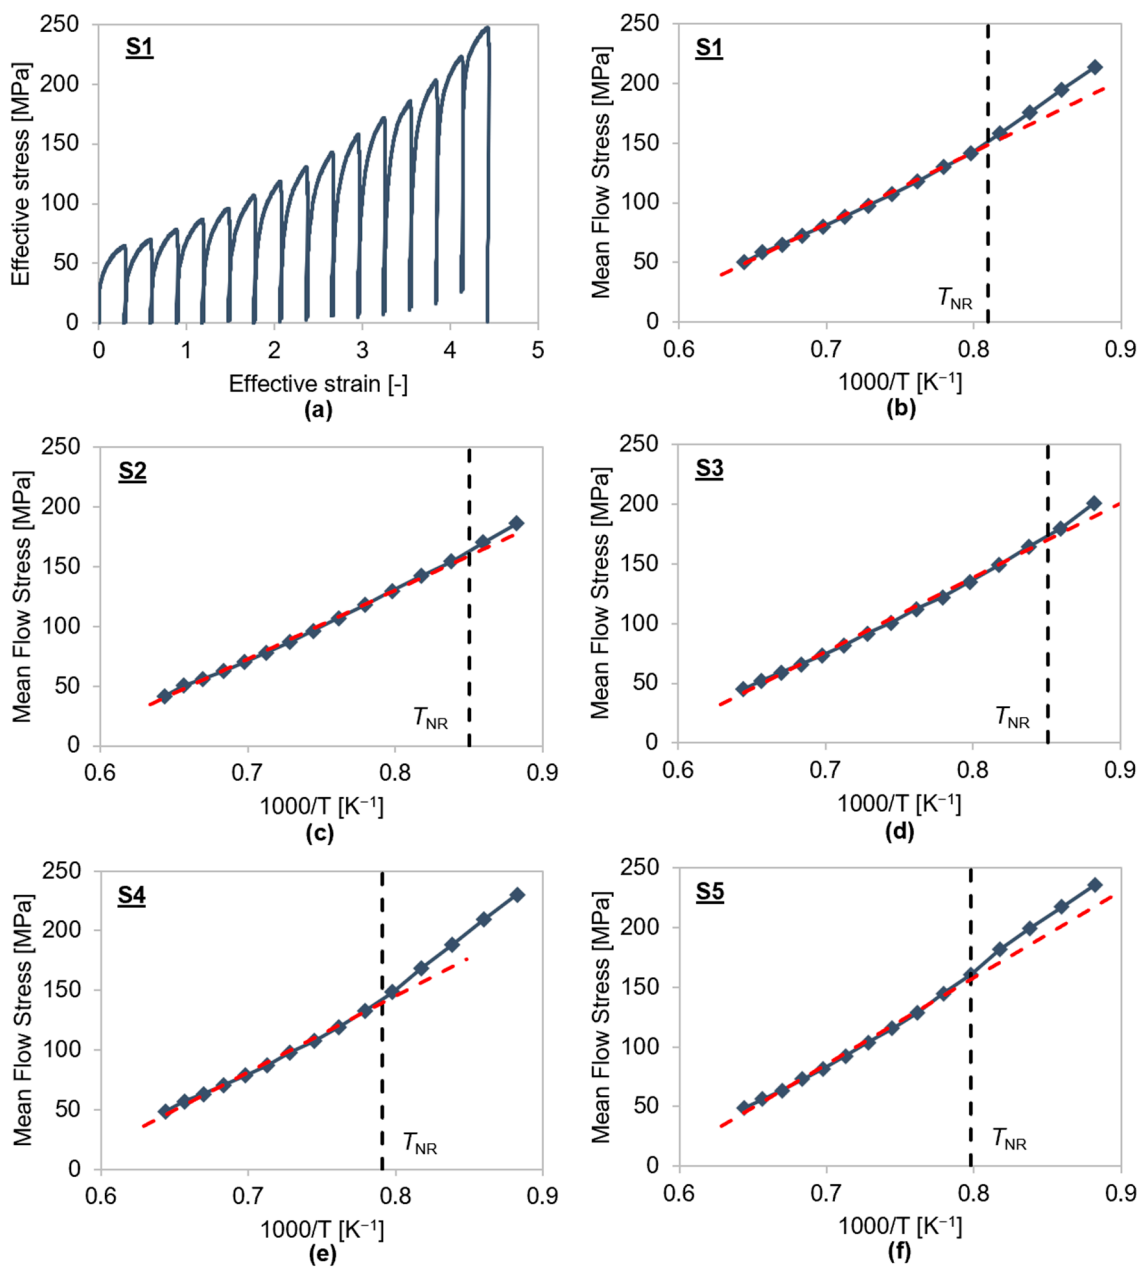 S1
Effective stress [MPa]
250
200
150
100
50
0
0 1 2 3 4 5
Effective strain [-]
(a)
S1
Mean Flow Stress [MPa]
250
200
150
100
50
0
T_NR
0.6 0.7 0.8 0.9
1000/T [K⁻¹]
(b)
S2
Mean Flow Stress [MPa]
250
200
150
100
50
0
T_NR
0.6 0.7 0.8 0.9
1000/T [K⁻¹]
(c)
S3
Mean Flow Stress [MPa]
250
200
150
100
50
0
T_NR
0.6 0.7 0.8 0.9
1000/T [K⁻¹]
(d)
S4
Mean Flow Stress [MPa]
250
200
150
100
50
0
T_NR
0.6 0.7 0.8 0.9
1000/T [K⁻¹]
(e)
S5
Mean Flow Stress [MPa]
250
200
150
100
50
0
T_NR
0.6 0.7 0.8 0.9
1000/T [K⁻¹]
(f)